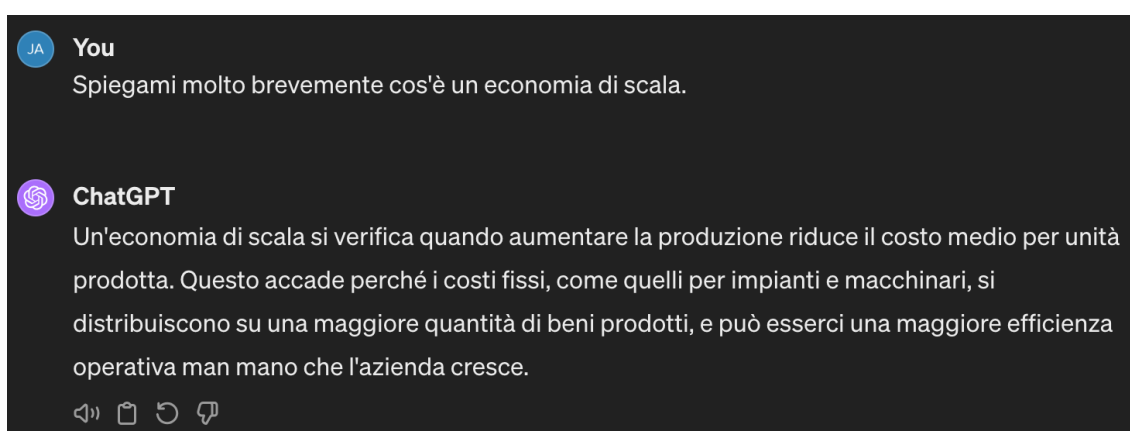 JA
You
Spiegami molto brevemente cos'è un economia di scala.
ChatGPT
Un'economia di scala si verifica quando aumentare la produzione riduce il costo medio per unità
prodotta. Questo accade perché i costi fissi, come quelli per impianti e macchinari, si
distribuiscono su una maggiore quantità di beni prodotti, e può esserci una maggiore efficienza
operativa man mano che l'azienda cresce.